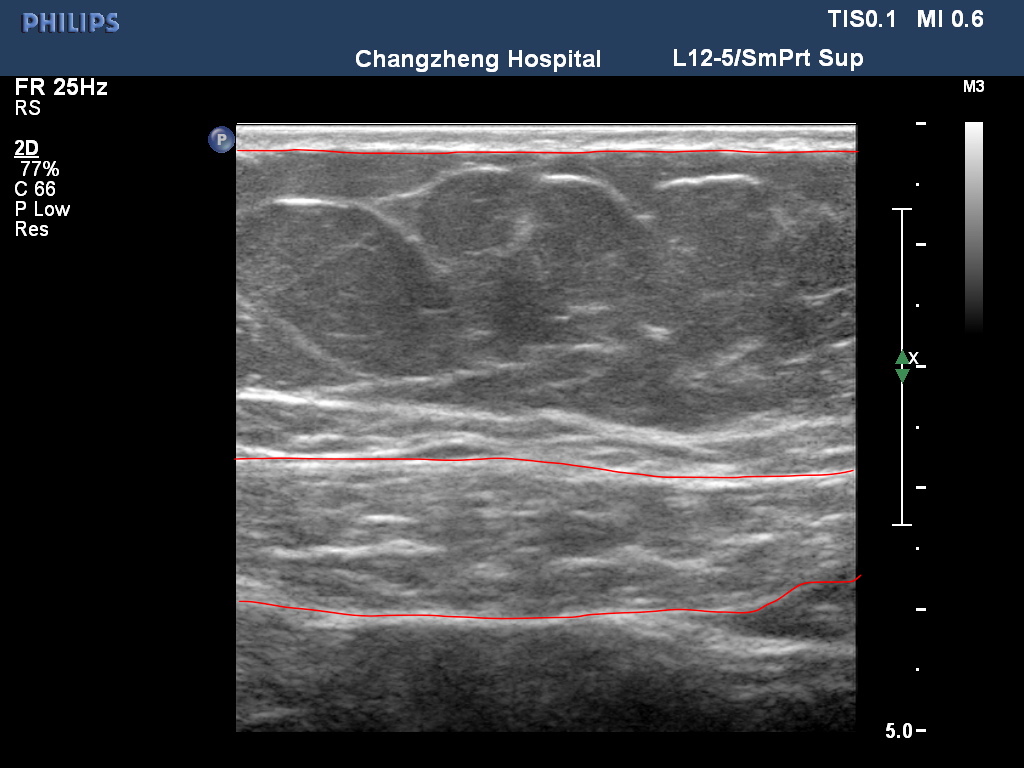 PHILIPS
TIS0.1 MI 0.6
Changzheng Hospital L12-5/SmPrt Sup
FR 25Hz
RS
M3
P
2D
77%
C 66
P Low
Res
X
5.0